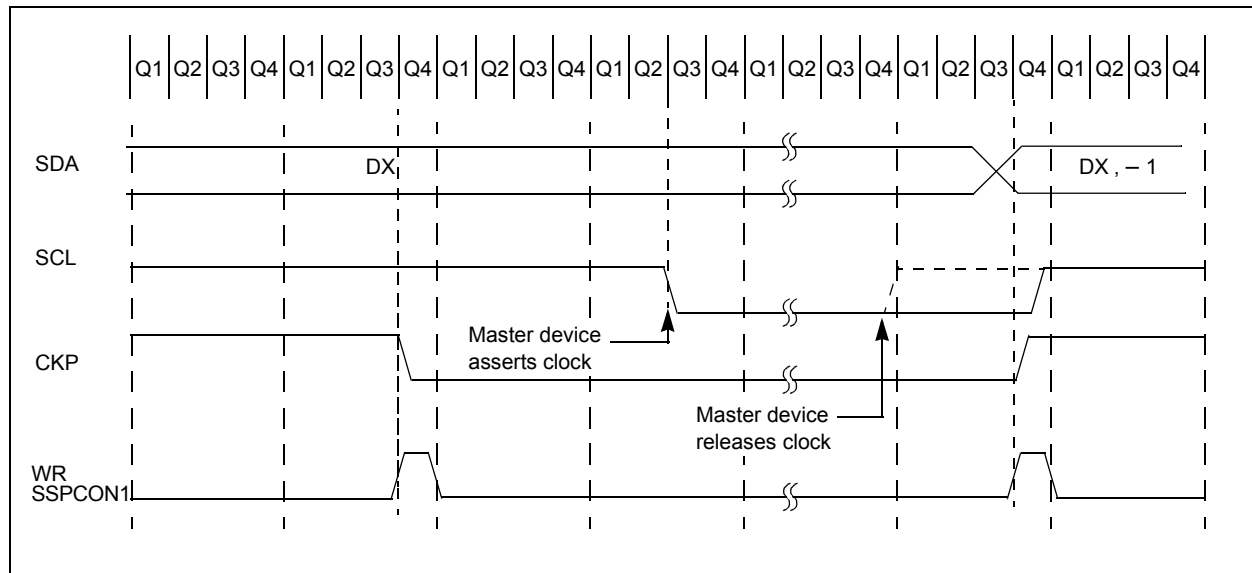 Q1 Q2 Q3 Q4 Q1 Q2 Q3 Q4 Q1 Q2 Q3 Q4 Q1 Q2 Q3 Q4 Q1 Q2 Q3 Q4 Q1 Q2 Q3 Q4 Q1 Q2 Q3 Q4
SDA
DX
DX , – 1
SCL
Master device
asserts clock
CKP
Master device
releases clock
WR
SSPCON1